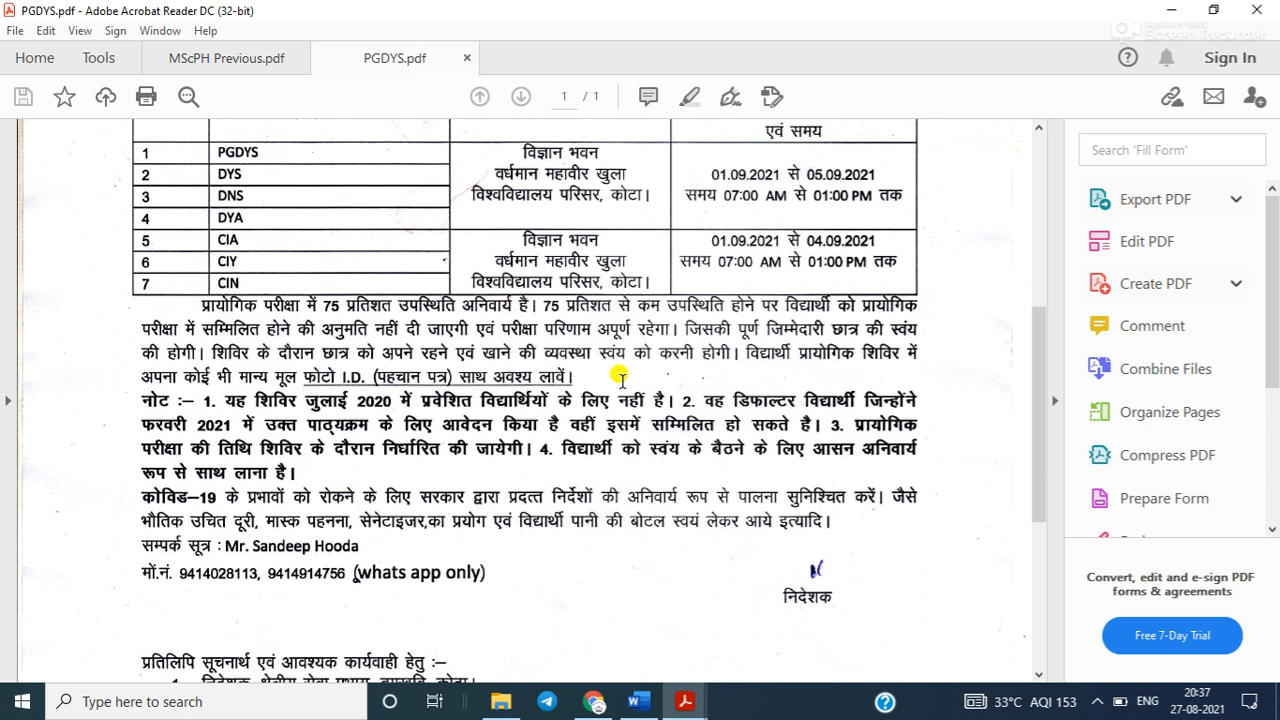 PGDYS.pdf - Adobe Acrobat Reader DC (32-bit)
File Edit View Sign Window Help
Home Tools MScPH Previous.pdf PGDYS.pdf × Sign In
1 / 1
एवं समय
1 PGDYS
2 DYS
3 DNS
4 DYA
विज्ञान भवन
वर्धमान महावीर खुला
विश्वविद्यालय परिसर, कोटा।
01.09.2021 से 05.09.2021
समय 07:00 AM से 01:00 PM तक
5 CIA
6 CIY
7 CIN
विज्ञान भवन
वर्धमान महावीर खुला
विश्वविद्यालय परिसर, कोटा।
01.09.2021 से 04.09.2021
समय 07:00 AM से 01:00 PM तक
प्रायोगिक परीक्षा में 75 प्रतिशत उपस्थिति अनिवार्य है। 75 प्रतिशत से कम उपस्थिति होने पर विद्यार्थी को प्रायोगिक
परीक्षा में सम्मिलित होने की अनुमति नहीं दी जाएगी एवं परीक्षा परिणाम अपूर्ण रहेगा। जिसकी पूर्ण जिम्मेदारी छात्र की स्वंय
की होगी। शिविर के दौरान छात्र को अपने रहने एवं खाने की व्यवस्था स्वंय को करनी होगी। विद्यार्थी प्रायोगिक शिविर में
अपना कोई भी मान्य मूल फोटो I.D. (पहचान पत्र) साथ अवश्य लावें।
नोट :– 1. यह शिविर जुलाई 2020 में प्रवेशित विद्यार्थियों के लिए नहीं है। 2. वह डिफाल्टर विद्यार्थी जिन्होंने
फरवरी 2021 में उक्त पाठ्यक्रम के लिए आवेदन किया है वहीं इसमें सम्मिलित हो सकते है। 3. प्रायोगिक
परीक्षा की तिथि शिविर के दौरान निर्धारित की जायेगी। 4. विद्यार्थी को स्वंय के बैठने के लिए आसन अनिवार्य
रूप से साथ लाना है।
कोविड–19 के प्रभावों को रोकने के लिए सरकार द्वारा प्रदत्त निर्देशों की अनिवार्य रूप से पालना सुनिश्चित करें। जैसे
भौतिक उचित दूरी, मास्क पहनना, सेनेटाइजर,का प्रयोग एवं विद्यार्थी पानी की बोटल स्वयं लेकर आये इत्यादि।
सम्पर्क सूत्र : Mr. Sandeep Hooda
मों.नं. 9414028113, 9414914756 (whats app only)
निदेशक
प्रतिलिपि सूचनार्थ एवं आवश्यक कार्यवाही हेतु :–
Search 'Fill Form'
Export PDF
Edit PDF
Create PDF
Comment
Combine Files
Organize Pages
Compress PDF
Prepare Form
Convert, edit and e-sign PDF
forms & agreements
Free 7-Day Trial
Type here to search
33°C AQI 153 ENG 20:37
27-08-2021